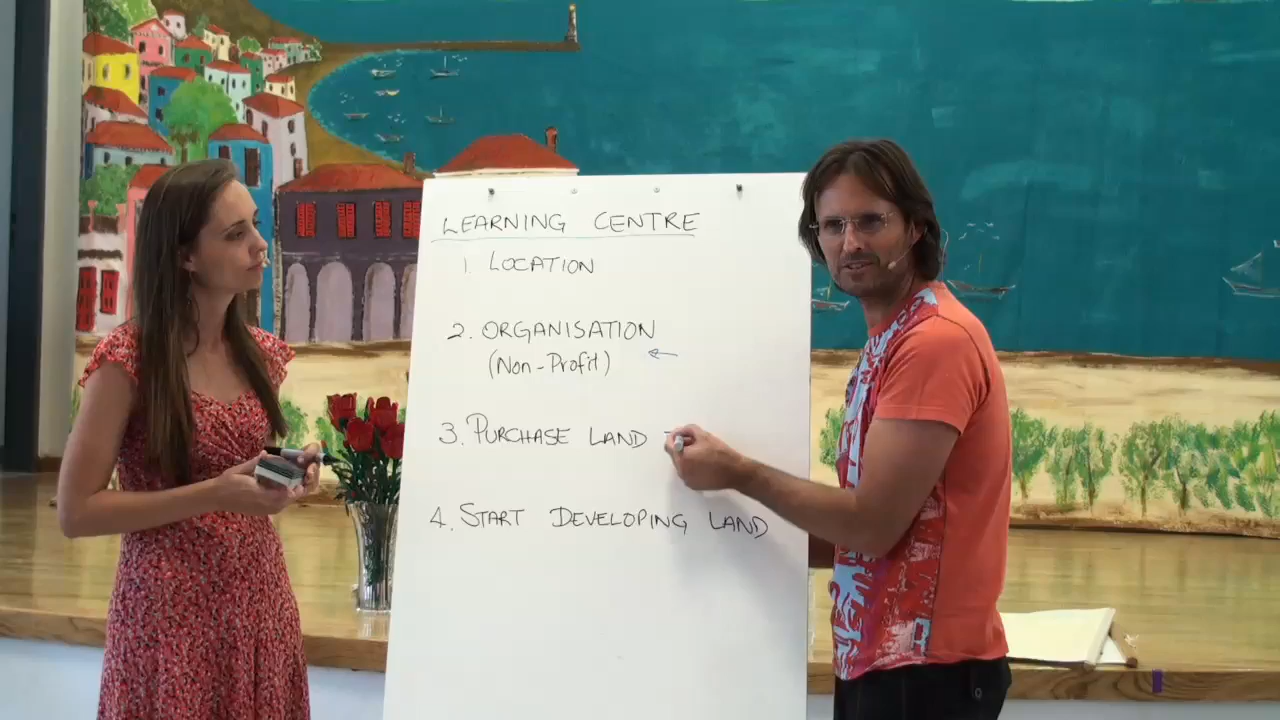 LEARNING CENTRE
1. LOCATION
2. ORGANISATION
(Non-Profit)
3. PURCHASE LAND
4. START DEVELOPING LAND